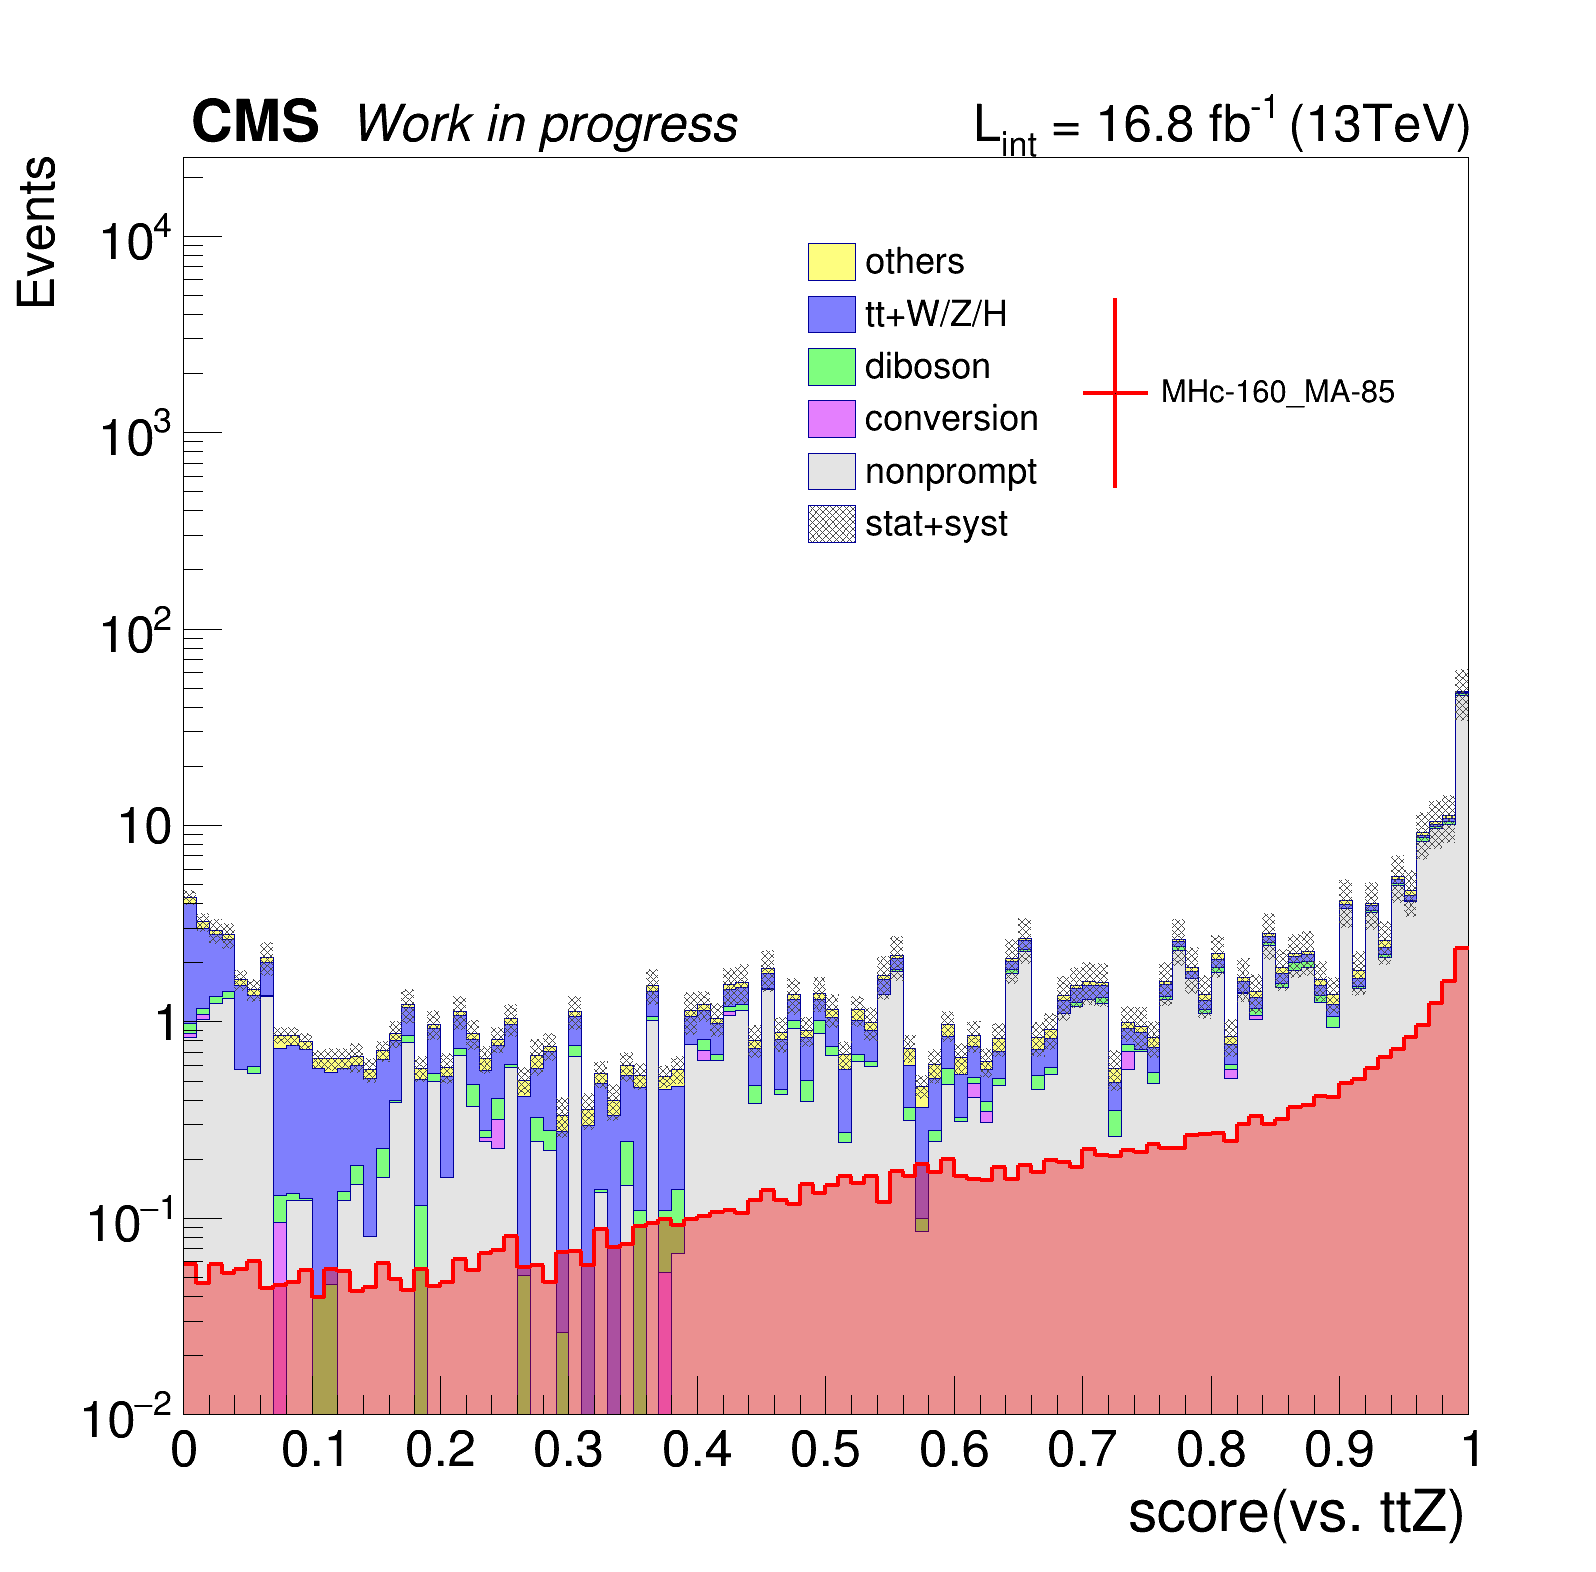 CMS Work in progress
L_int = 16.8 fb^-1 (13TeV)
Events
10^4
10^3
10^2
10
1
10^−1
10^−2
others
tt+W/Z/H
diboson
conversion
nonprompt
stat+syst
MHc-160_MA-85
0 0.1 0.2 0.3 0.4 0.5 0.6 0.7 0.8 0.9 1
score(vs. ttZ)